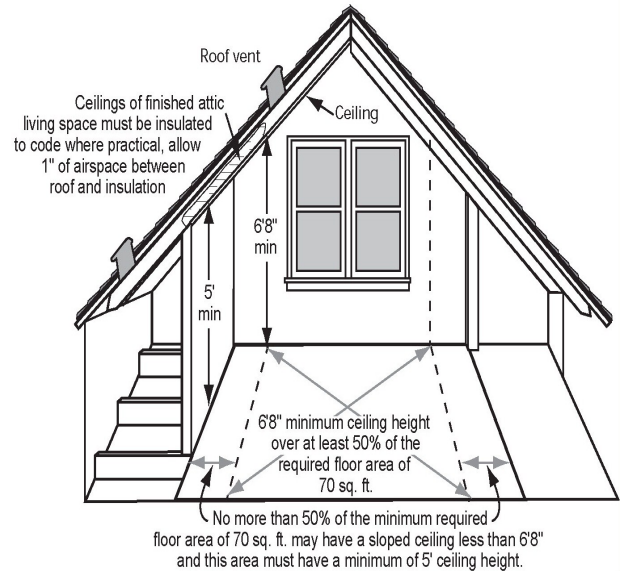 Roof vent
Ceilings of finished attic
living space must be insulated
to code where practical, allow
1" of airspace between
roof and insulation
Ceiling
6'8"
min
5'
min
6'8" minimum ceiling height
over at least 50% of the
required floor area of
70 sq. ft.
No more than 50% of the minimum required
floor area of 70 sq. ft. may have a sloped ceiling less than 6'8"
and this area must have a minimum of 5' ceiling height.